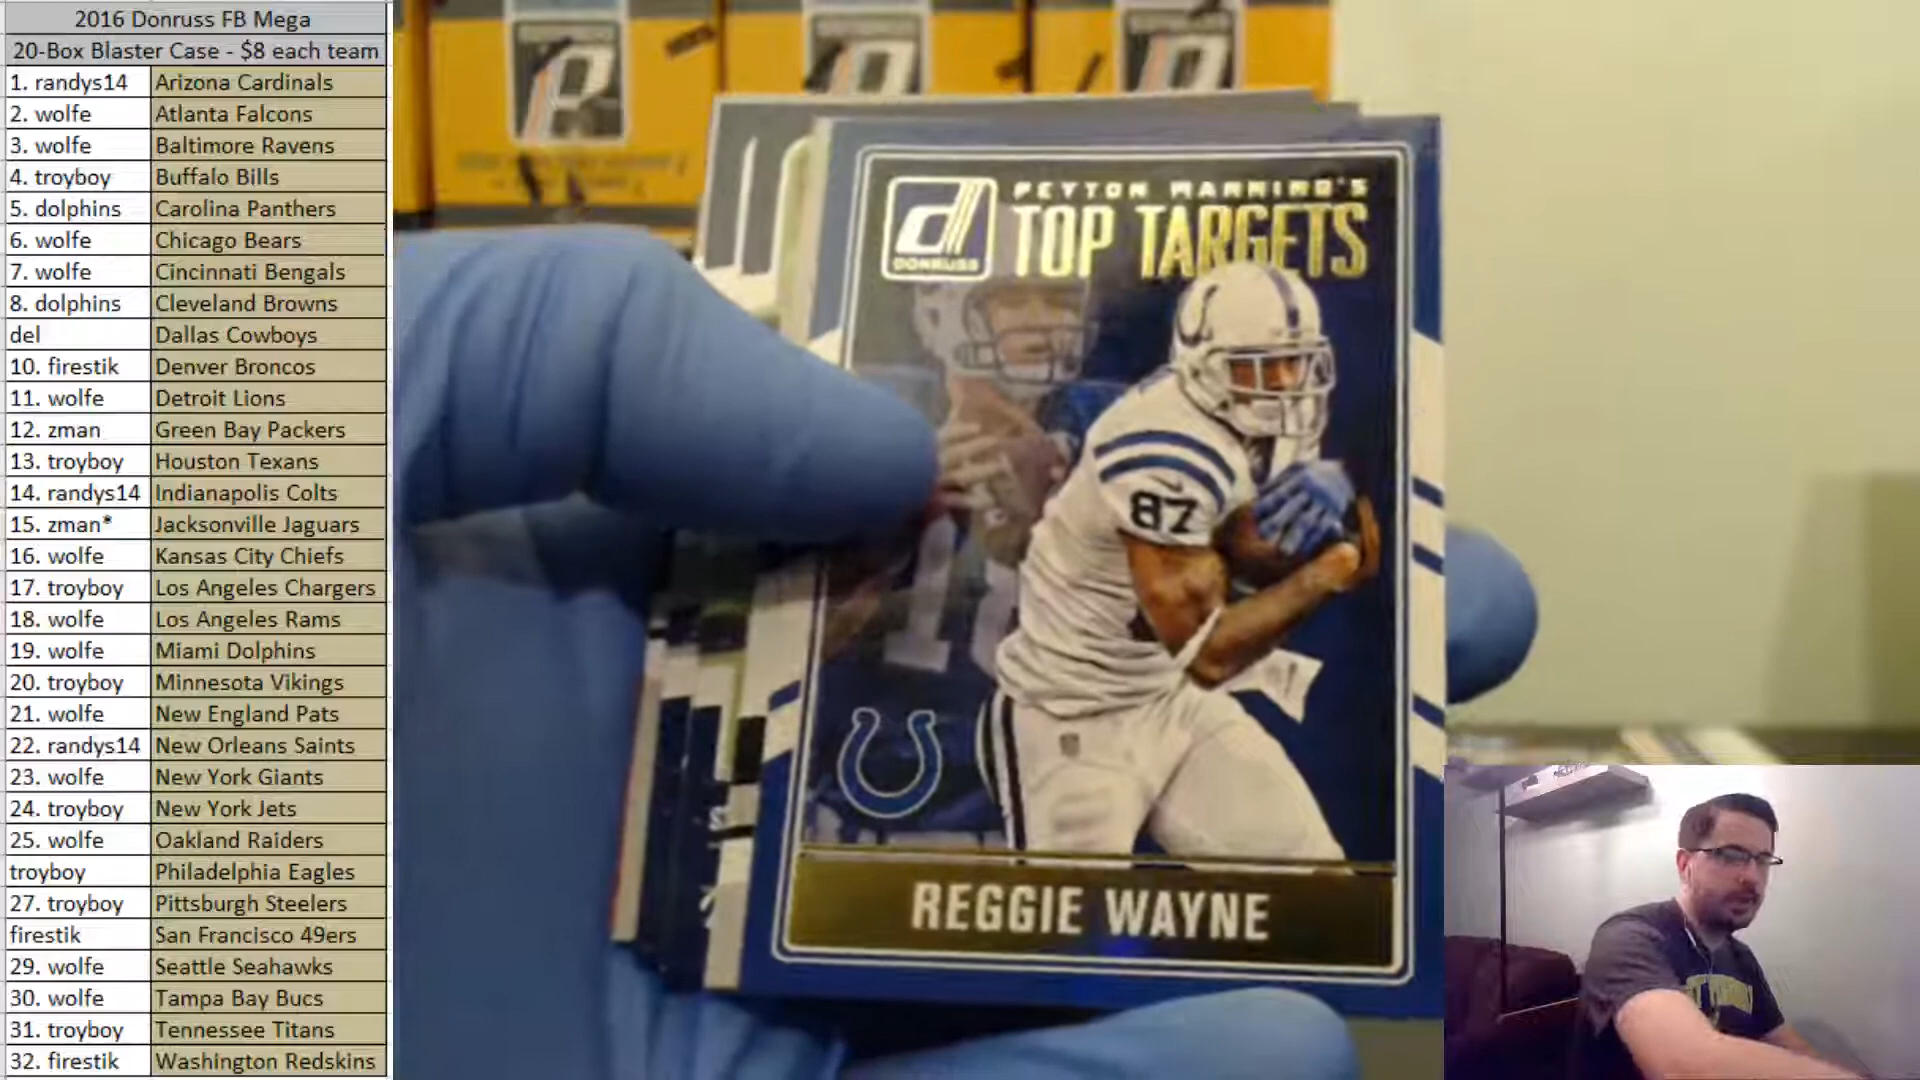 2016 Donruss FB Mega
20-Box Blaster Case - $8 each team
1. randys14 Arizona Cardinals
2. wolfe Atlanta Falcons
3. wolfe Baltimore Ravens
4. troyboy Buffalo Bills
5. dolphins Carolina Panthers
6. wolfe Chicago Bears
7. wolfe Cincinnati Bengals
8. dolphins Cleveland Browns
del Dallas Cowboys
10. firestik Denver Broncos
11. wolfe Detroit Lions
12. zman Green Bay Packers
13. troyboy Houston Texans
14. randys14 Indianapolis Colts
15. zman* Jacksonville Jaguars
16. wolfe Kansas City Chiefs
17. troyboy Los Angeles Chargers
18. wolfe Los Angeles Rams
19. wolfe Miami Dolphins
20. troyboy Minnesota Vikings
21. wolfe New England Pats
22. randys14 New Orleans Saints
23. wolfe New York Giants
24. troyboy New York Jets
25. wolfe Oakland Raiders
troyboy Philadelphia Eagles
27. troyboy Pittsburgh Steelers
firestik San Francisco 49ers
29. wolfe Seattle Seahawks
30. wolfe Tampa Bay Bucs
31. troyboy Tennessee Titans
32. firestik Washington Redskins
PEYTON MANNING'S
TOP TARGETS
d
DONRUSS
87
REGGIE WAYNE